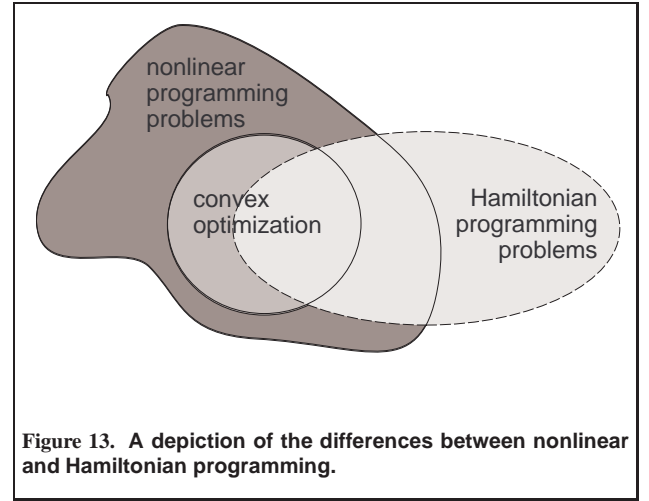 nonlinear
programming
problems
convex
optimization
Hamiltonian
programming
problems
Figure 13. A depiction of the differences between nonlinear
and Hamiltonian programming.